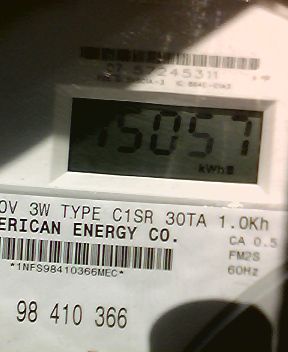 15057
kWh
0V 3W TYPE C1SR 30TA 1.0Kh
ERICAN ENERGY CO.
CA 0.5
*1NFS98410366MEC*
FM2S
60Hz
98 410 366